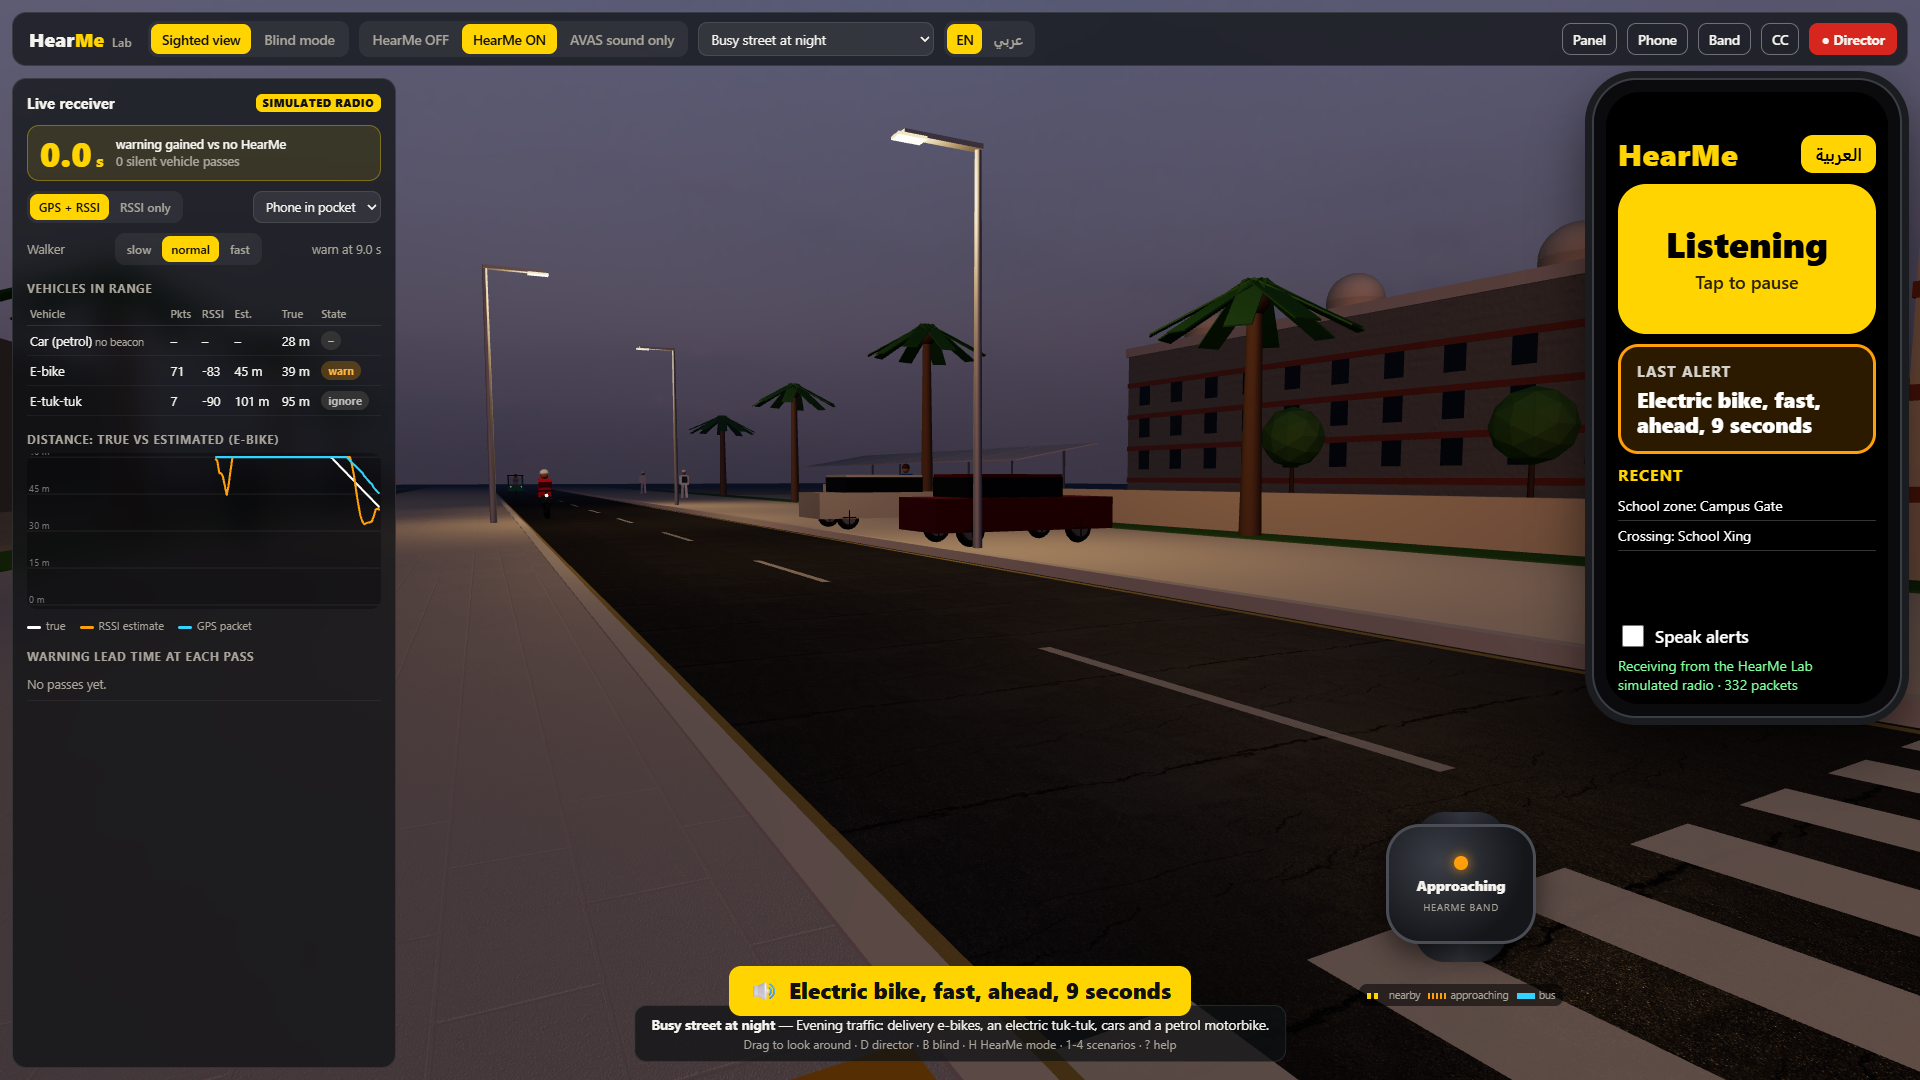 HearMe Lab
Sighted view Blind mode
HearMe OFF HearMe ON AVAS sound only
Busy street at night
EN عربي
Panel Phone Band CC ● Director
Live receiver SIMULATED RADIO
0.0 s warning gained vs no HearMe
0 silent vehicle passes
GPS + RSSI RSSI only Phone in pocket
Walker slow normal fast warn at 9.0 s
VEHICLES IN RANGE
Vehicle Pkts RSSI Est. True State
Car (petrol) no beacon – – – 28 m –
E-bike 71 -83 45 m 39 m warn
E-tuk-tuk 7 -90 101 m 95 m ignore
DISTANCE: TRUE VS ESTIMATED (E-BIKE)
45 m
30 m
15 m
0 m
true RSSI estimate GPS packet
WARNING LEAD TIME AT EACH PASS
No passes yet.
HearMe العربية
Listening
Tap to pause
LAST ALERT
Electric bike, fast,
ahead, 9 seconds
RECENT
School zone: Campus Gate
Crossing: School Xing
Speak alerts
Receiving from the HearMe Lab
simulated radio · 332 packets
Approaching
HEARME BAND
nearby approaching bus
Electric bike, fast, ahead, 9 seconds
Busy street at night — Evening traffic: delivery e-bikes, an electric tuk-tuk, cars and a petrol motorbike.
Drag to look around · D director · B blind · H HearMe mode · 1-4 scenarios · ? help